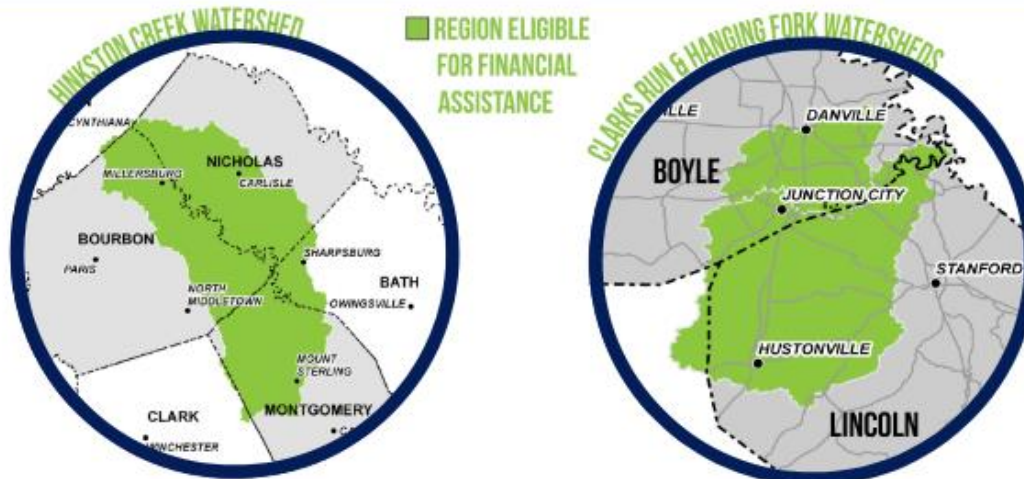 HINKSTON CREEK WATERSHED
REGION ELIGIBLE
FOR FINANCIAL
ASSISTANCE
CLARKS RUN & HANGING FORK WATERSHEDS
CYNTHIANA
NICHOLAS
MILLERSBURG
CARLISLE
BOURBON
PARIS
SHARPSBURG
BATH
NORTH
MIDDLETOWN
OWINGSVILLE
MOUNT
STERLING
MONTGOMERY
CLARK
WINCHESTER
DANVILLE
BOYLE
JUNCTION CITY
STANFORD
HUSTONVILLE
LINCOLN